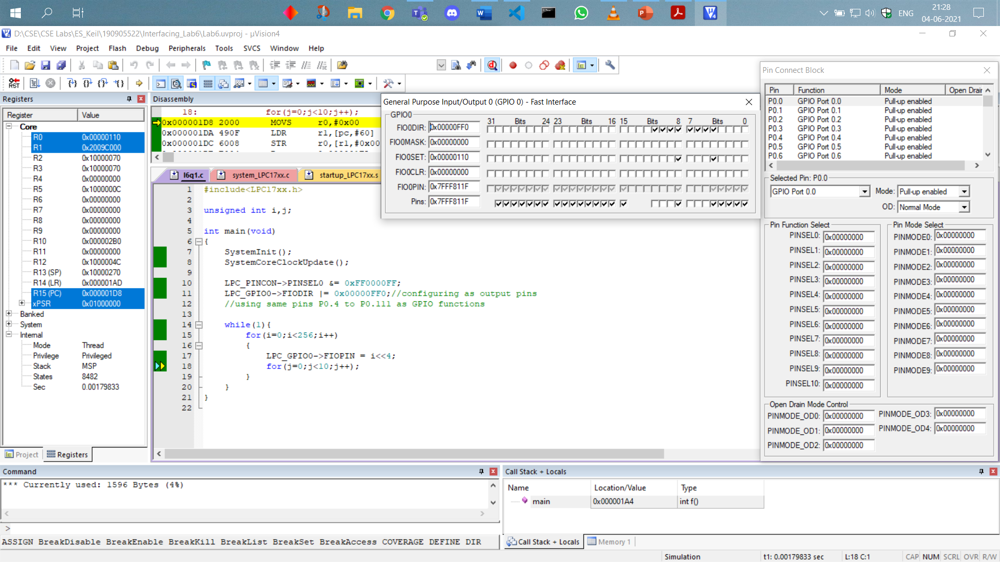 ENG
21:28
04-06-2021
D:\CSE\CSE Labs\ES_Keil\190905522\Interfacing_Lab6\Lab6.uvproj - µVision4
File Edit View Project Flash Debug Peripherals Tools SVCS Window Help
Registers
Register Value
Core
R0 0x00000110
R1 0x2009C000
R2 0x10000070
R3 0x10000070
R4 0x00000000
R5 0x1000000C
R6 0x00000000
R7 0x00000000
R8 0x00000000
R9 0x00000000
R10 0x000002B0
R11 0x00000000
R12 0x1000004C
R13 (SP) 0x10000270
R14 (LR) 0x000001AD
R15 (PC) 0x000001D8
xPSR 0x01000000
Banked
System
Internal
Mode Thread
Privilege Privileged
Stack MSP
States 8482
Sec 0.00179833
Project Registers
Disassembly
18: for(j=0;j<10;j++);
0x000001D8 2000 MOVS r0,#0x00
0x000001DA 490F LDR r1,[pc,#60]
0x000001DC 6008 STR r0,[r1,#0x00
l6q1.c system_LPC17xx.c startup_LPC17xx.s
1 #include<LPC17xx.h>
2
3 unsigned int i,j;
4
5 int main(void)
6 {
7 SystemInit();
8 SystemCoreClockUpdate();
9
10 LPC_PINCON->PINSEL0 &= 0xFF0000FF;
11 LPC_GPIO0->FIODIR |= 0x00000FF0;//configuring as output pins
12 //using same pins P0.4 to P0.111 as GPIO functions
13
14 while(1){
15 for(i=0;i<256;i++)
16 {
17 LPC_GPIO0->FIOPIN = i<<4;
18 for(j=0;j<10;j++);
19 }
20 }
21 }
22
General Purpose Input/Output 0 (GPIO 0) - Fast Interface
GPIO0
31 Bits 24 23 Bits 16 15 Bits 8 7 Bits 0
FIO0DIR: 0x00000FF0
FIO0MASK: 0x00000000
FIO0SET: 0x00000110
FIO0CLR: 0x00000000
FIO0PIN: 0x7FFF811F
Pins: 0x7FFF811F
Pin Connect Block
Pin Function Mode Open Drair
P0.0 GPIO Port 0.0 Pull-up enabled
P0.1 GPIO Port 0.1 Pull-up enabled
P0.2 GPIO Port 0.2 Pull-up enabled
P0.3 GPIO Port 0.3 Pull-up enabled
P0.4 GPIO Port 0.4 Pull-up enabled
P0.5 GPIO Port 0.5 Pull-up enabled
P0.6 GPIO Port 0.6 Pull-up enabled
Selected Pin: P0.0
GPIO Port 0.0 Mode: Pull-up enabled
OD: Normal Mode
Pin Function Select
PINSEL0: 0x00000000
PINSEL1: 0x00000000
PINSEL2: 0x00000000
PINSEL3: 0x00000000
PINSEL4: 0x00000000
PINSEL5: 0x00000000
PINSEL6: 0x00000000
PINSEL7: 0x00000000
PINSEL8: 0x00000000
PINSEL9: 0x00000000
PINSEL10: 0x00000000
Pin Mode Select
PINMODE0: 0x00000000
PINMODE1: 0x00000000
PINMODE2: 0x00000000
PINMODE3: 0x00000000
PINMODE4: 0x00000000
PINMODE5: 0x00000000
PINMODE6: 0x00000000
PINMODE7: 0x00000000
PINMODE8: 0x00000000
PINMODE9: 0x00000000
Open Drain Mode Control
PINMODE_OD0: 0x00000000 PINMODE_OD3: 0x00000000
PINMODE_OD1: 0x00000000 PINMODE_OD4: 0x00000000
PINMODE_OD2: 0x00000000
Command
*** Currently used: 1596 Bytes (4%)
>
ASSIGN BreakDisable BreakEnable BreakKill BreakList BreakSet BreakAccess COVERAGE DEFINE DIR
Call Stack + Locals
Name Location/Value Type
main 0x000001A4 int f()
Call Stack + Locals Memory 1
Simulation t1: 0.00179833 sec L:18 C:1 CAP NUM SCRL OVR R/W